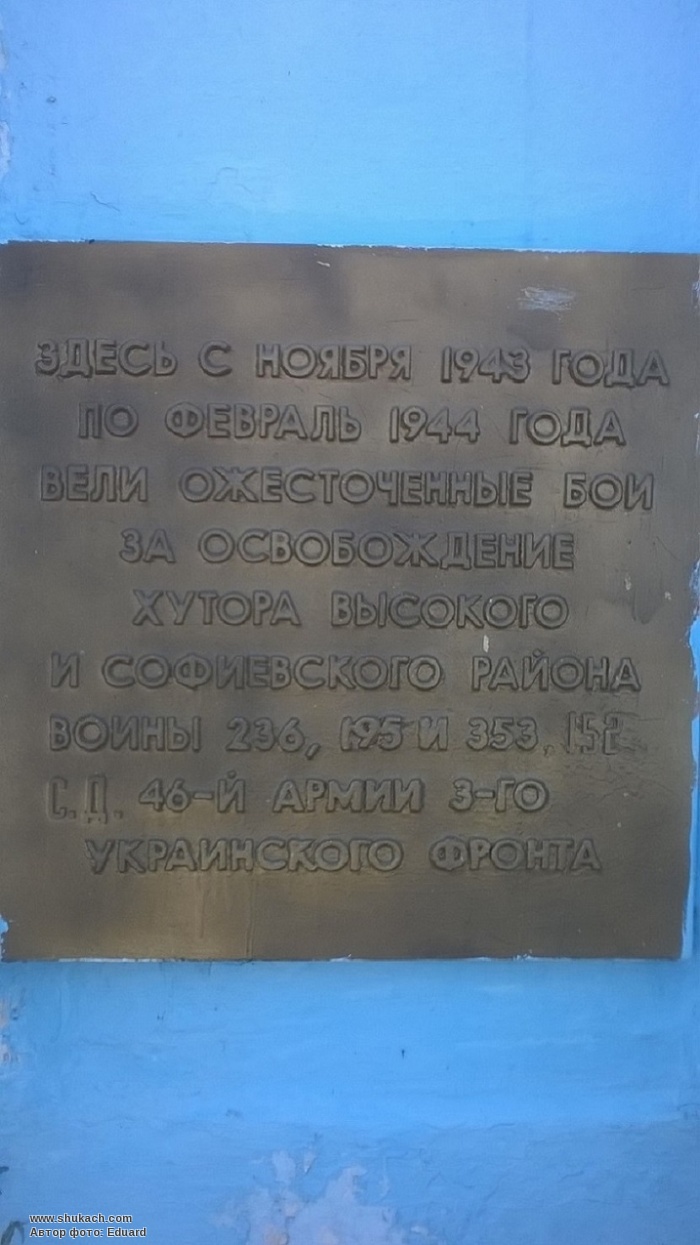 ЗДЕСЬ С НОЯБРЯ 1943 ГОДА
ПО ФЕВРАЛЬ 1944 ГОДА
ВЕЛИ ОЖЕСТОЧЕННЫЕ БОИ
ЗА ОСВОБОЖДЕНИЕ
ХУТОРА ВЫСОКОГО
И СОФИЕВСКОГО РАЙОНА
ВОИНЫ 236, 195 И 353, 152
С.Д. 46-Й АРМИИ 3-ГО
УКРАИНСКОГО ФРОНТА
www.shukach.com
Автор фото: Eduard